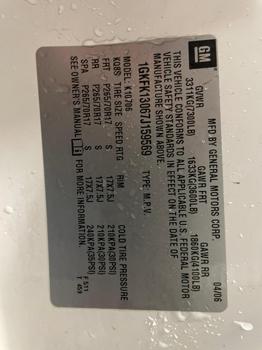 GM
MFD BY GENERAL MOTORS CORP.
04/06
GVWR GAWR FRT GAWR RR
3311KG(7300LB) 1633KG(3600LB) 1860KG(4100LB)
THIS VEHICLE CONFORMS TO ALL APPLICABLE U.S. FEDERAL MOTOR
VEHICLE SAFETY STANDARDS IN EFFECT ON THE DATE OF
MANUFACTURE SHOWN ABOVE.
1GKFK13067J159569 TYPE: M.P.V.
MODEL: K10706
TIRE SIZE SPEED RTG RIM COLD TIRE PRESSURE
FRT P265/70R17 S 17X7.5J 210KPA(30PSI)
RR P265/70R17 S 17X7.5J 210KPA(30PSI)
SPA P265/70R17 S 17X7.5J 240KPA(35PSI)
SEE OWNER'S MANUAL FOR MORE INFORMATION.
F 511
T 459